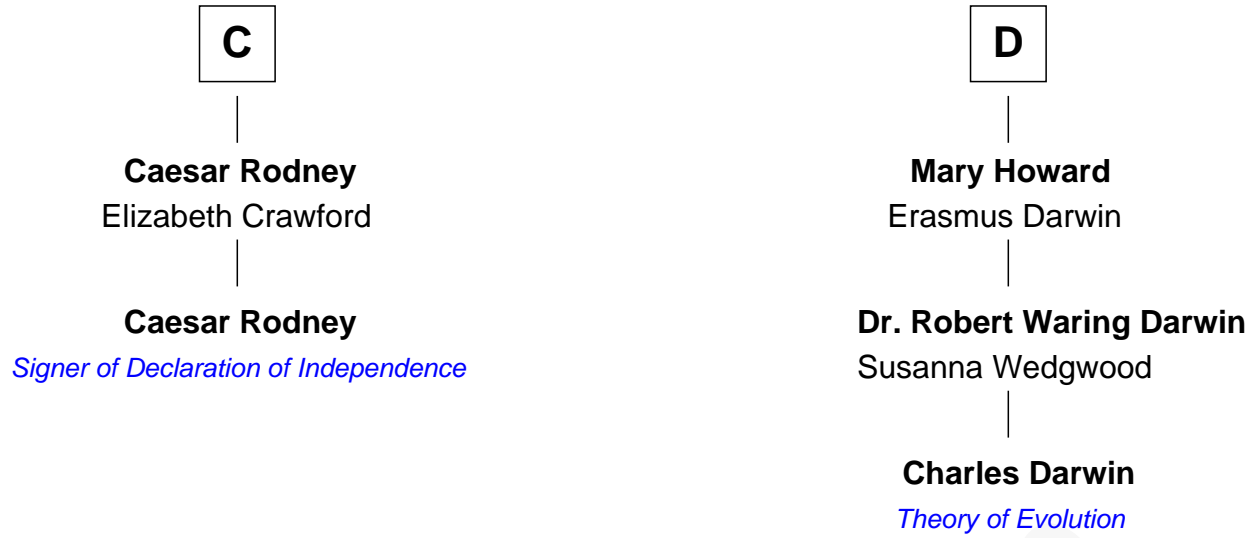 C
Caesar Rodney
Elizabeth Crawford
Caesar Rodney
Signer of Declaration of Independence
D
Mary Howard
Erasmus Darwin
Dr. Robert Waring Darwin
Susanna Wedgwood
Charles Darwin
Theory of Evolution